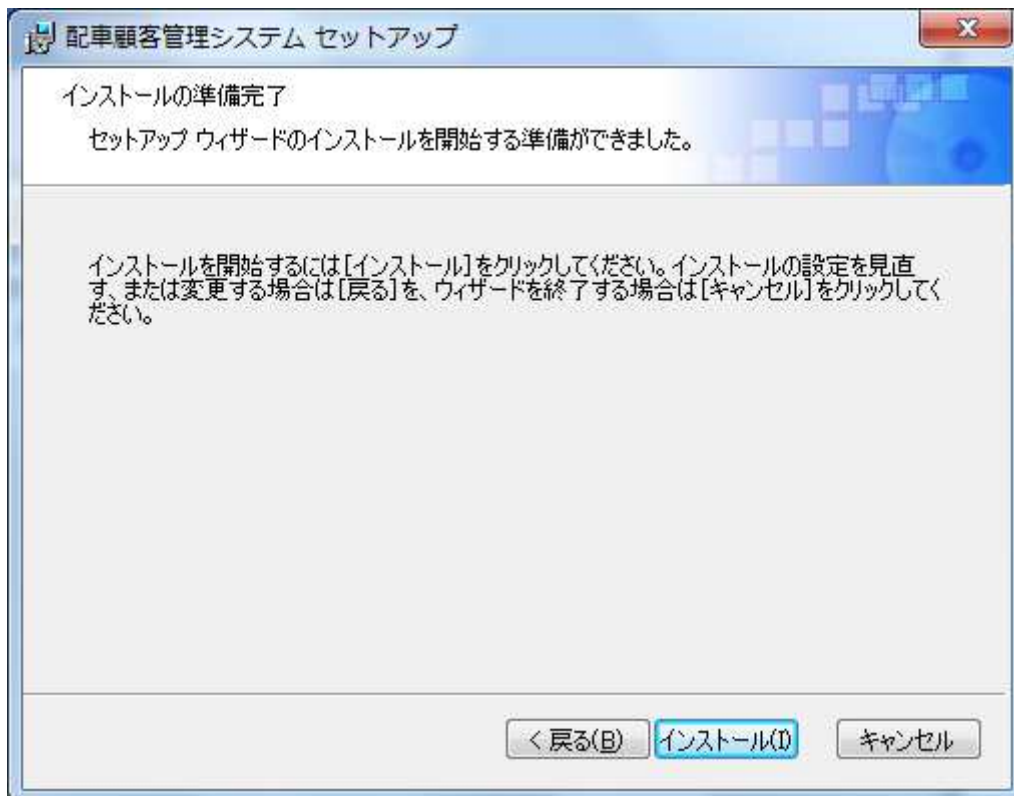 配車顧客管理システム セットアップ
インストールの準備完了
セットアップ ウィザードのインストールを開始する準備ができました。
インストールを開始するには[インストール]をクリックしてください。インストールの設定を見直
す、または変更する場合は[戻る]を、ウィザードを終了する場合は[キャンセル]をクリックしてく
ださい。
< 戻る(B) インストール(I) キャンセル